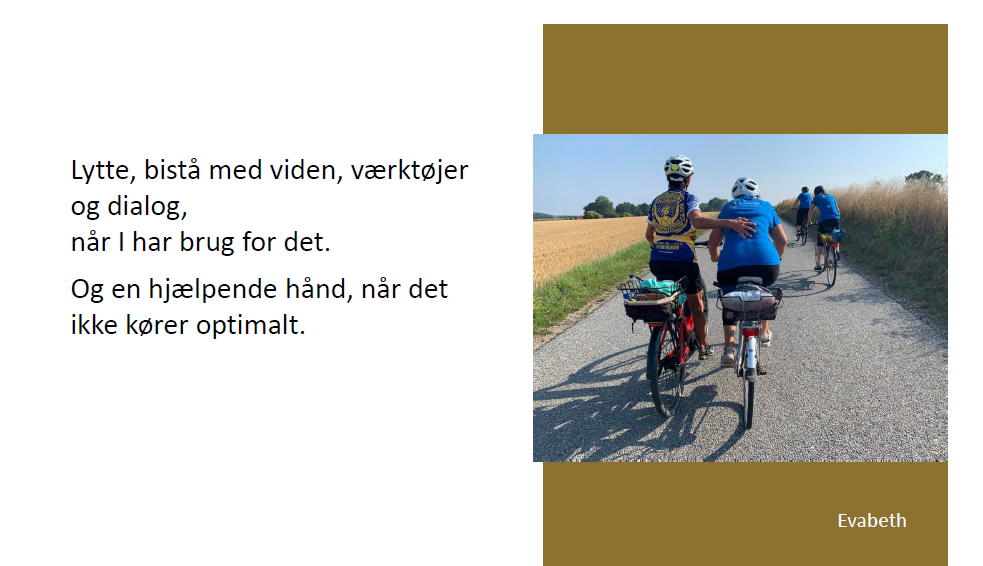 Lytte, bistå med viden, værktøjer
og dialog,
når I har brug for det.
Og en hjælpende hånd, når det
ikke kører optimalt.
Evabeth